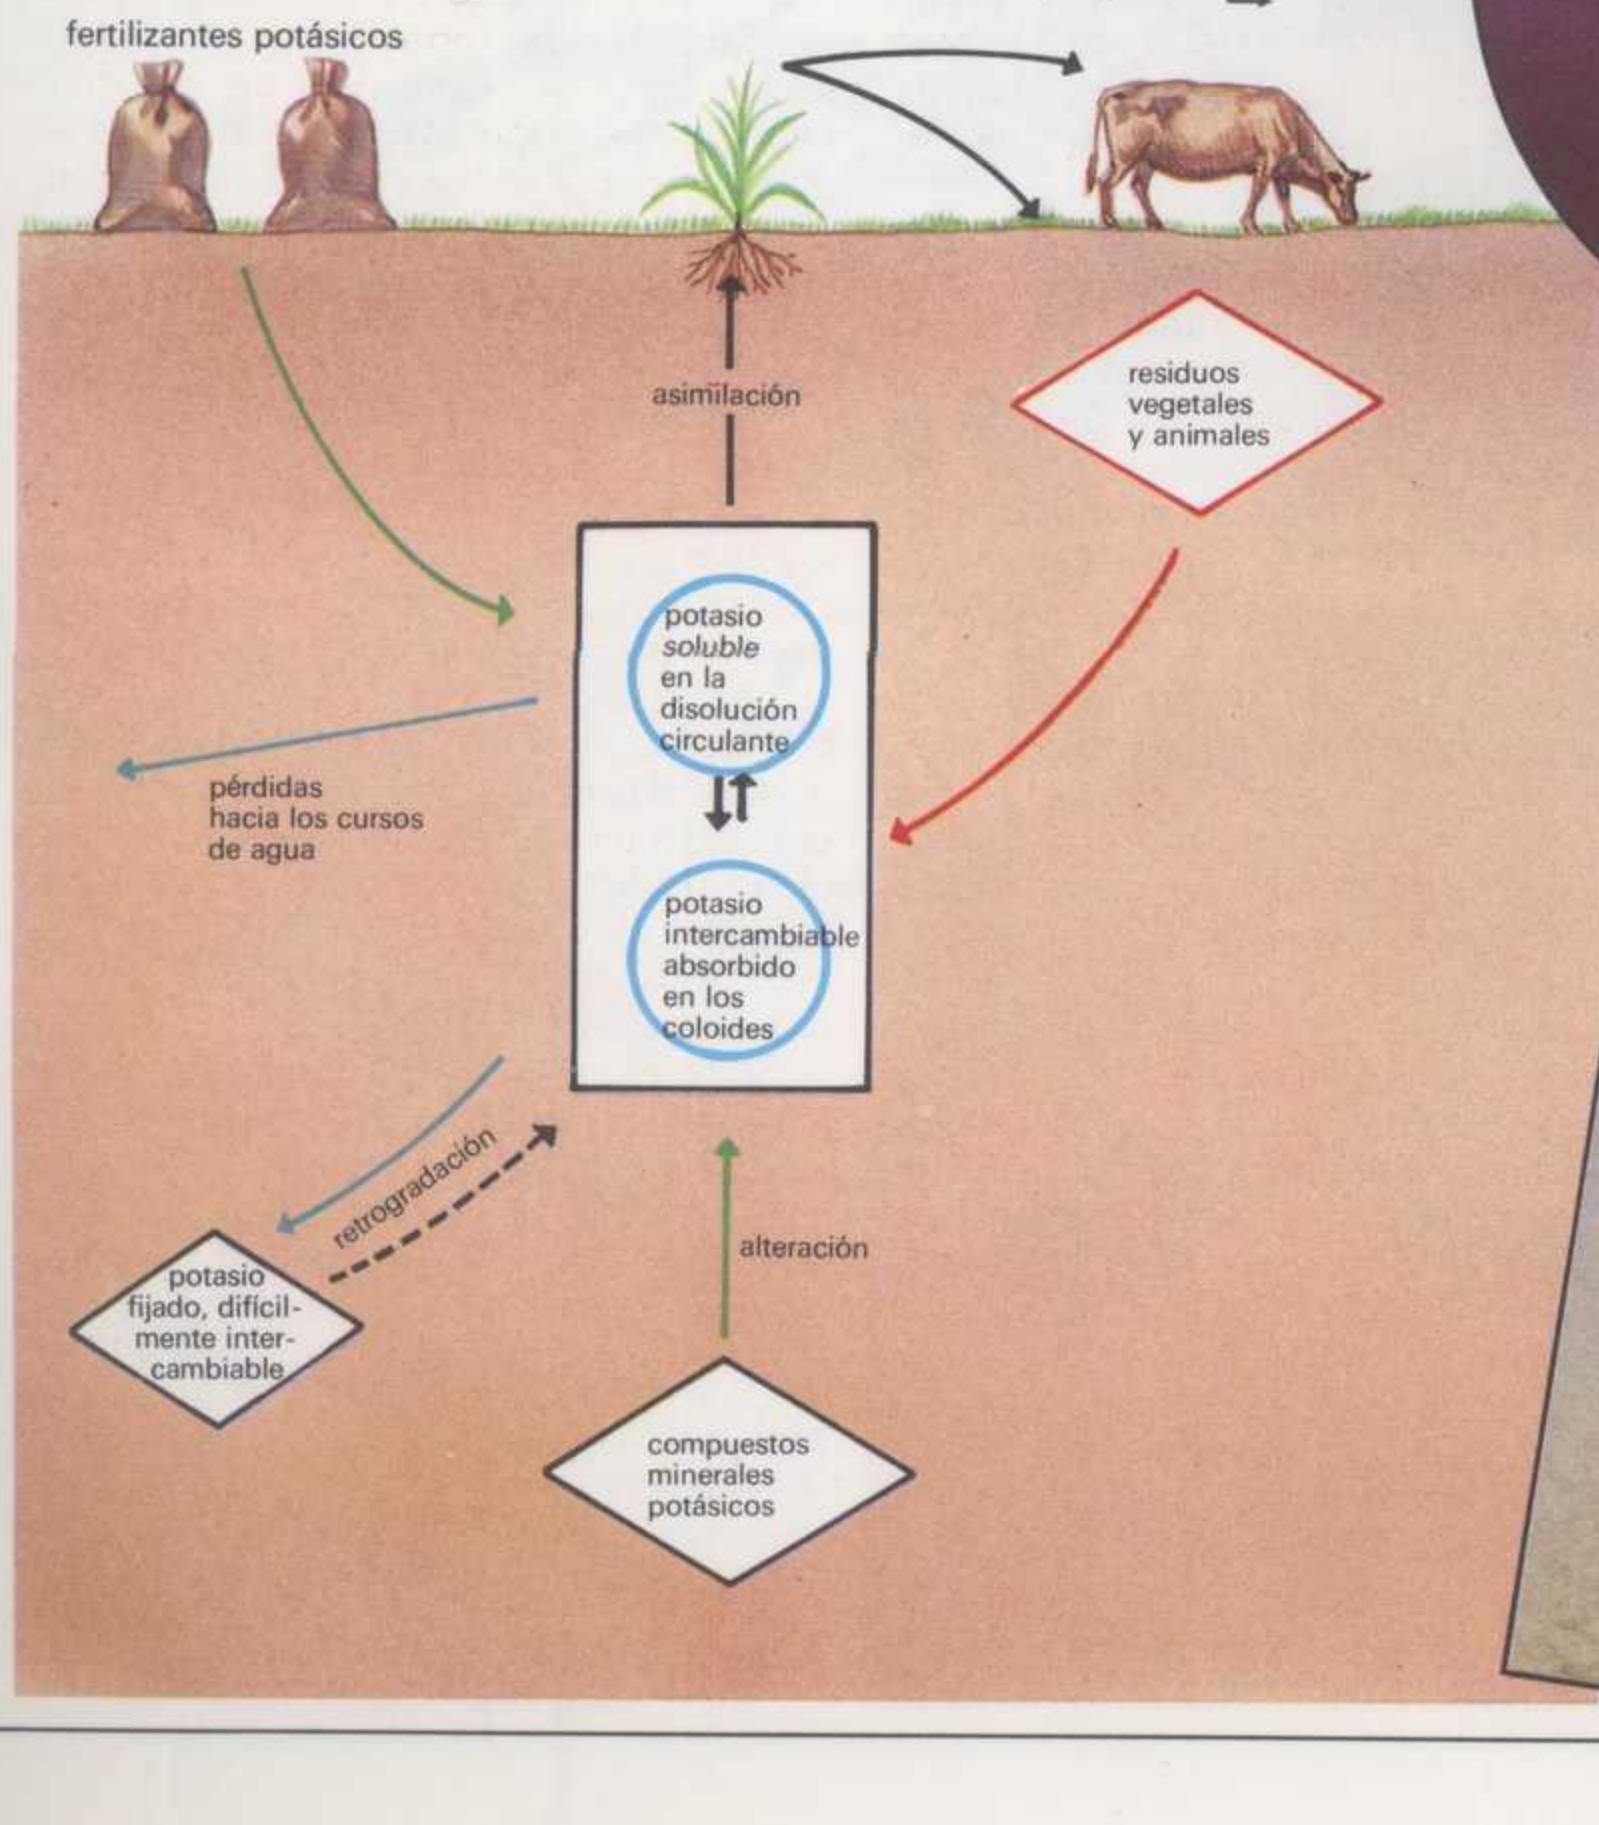 fertilizantes potásicos
asimilación
residuos
vegetales
y animales
potasio
soluble
en la
disolución
circulante
pérdidas
hacia los cursos
de agua
potasio
intercambiable
absorbido
en los
coloides
retrogradación
alteración
potasio
fijado, difícil-
mente inter-
cambiable
compuestos
minerales
potásicos